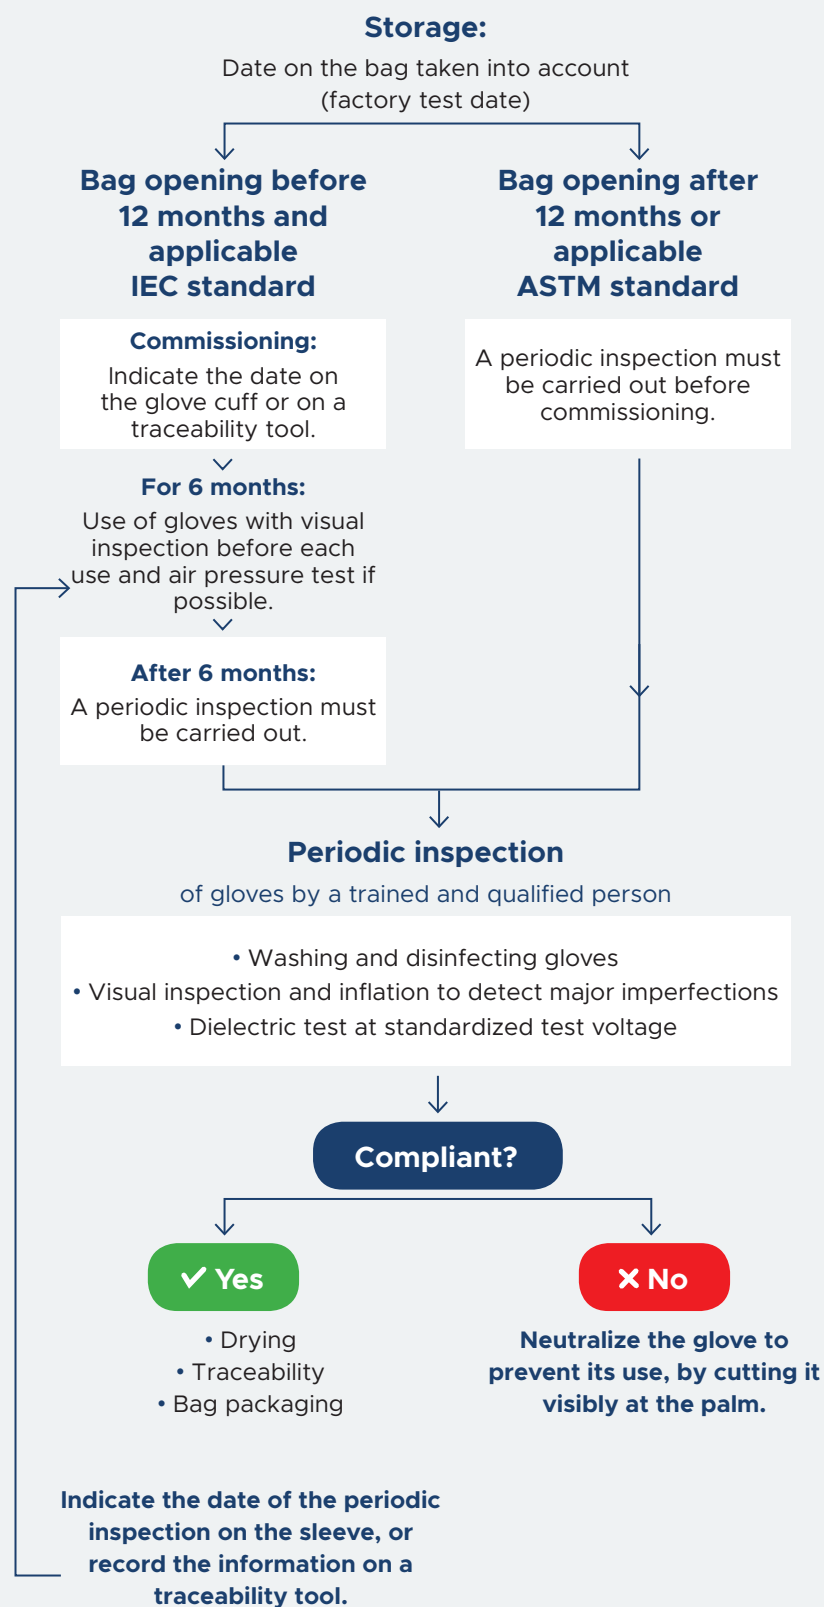 Storage:
Date on the bag taken into account
(factory test date)
Bag opening before
12 months and
applicable
IEC standard
Bag opening after
12 months or
applicable
ASTM standard
Commissioning:
Indicate the date on
the glove cuff or on a
traceability tool.
A periodic inspection must
be carried out before
commissioning.
For 6 months:
Use of gloves with visual
inspection before each
use and air pressure test if
possible.
After 6 months:
A periodic inspection must
be carried out.
Periodic inspection
of gloves by a trained and qualified person
• Washing and disinfecting gloves
• Visual inspection and inflation to detect major imperfections
• Dielectric test at standardized test voltage
Compliant?
✔ Yes
• Drying
• Traceability
• Bag packaging
✖ No
Neutralize the glove to
prevent its use, by cutting it
visibly at the palm.
Indicate the date of the periodic
inspection on the sleeve, or
record the information on a
traceability tool.